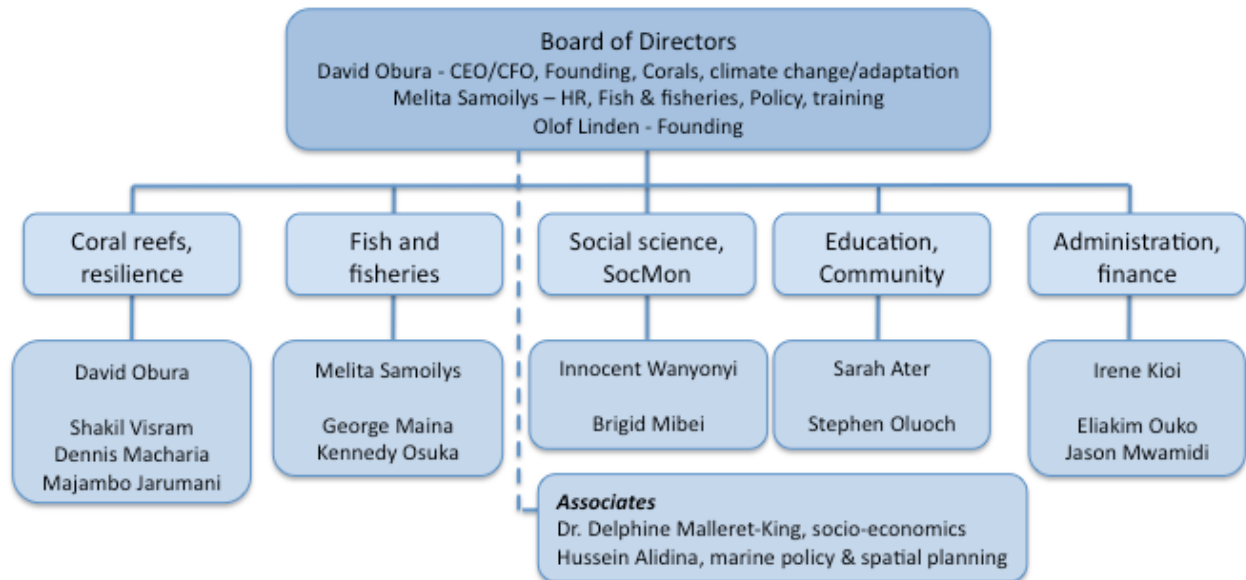 Board of Directors
David Obura - CEO/CFO, Founding, Corals, climate change/adaptation
Melita Samoilys – HR, Fish & fisheries, Policy, training
Olof Linden - Founding
Coral reefs,
resilience
Fish and
fisheries
Social science,
SocMon
Education,
Community
Administration,
finance
David Obura
Shakil Visram
Dennis Macharia
Majambo Jarumani
Melita Samoilys
George Maina
Kennedy Osuka
Innocent Wanyonyi
Brigid Mibei
Sarah Ater
Stephen Oluoch
Irene Kioi
Eliakim Ouko
Jason Mwamidi
Associates
Dr. Delphine Malleret-King, socio-economics
Hussein Alidina, marine policy & spatial planning